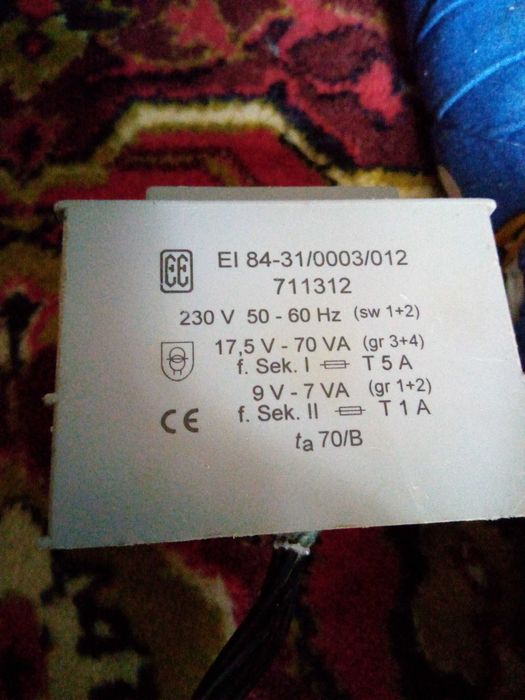 EI 84-31/0003/012
711312
230 V 50 - 60 Hz (sw 1+2)
17,5 V - 70 VA (gr 3+4)
f. Sek. I T 5 A
9 V - 7 VA (gr 1+2)
f. Sek. II T 1 A
ta 70/B
EE
CE